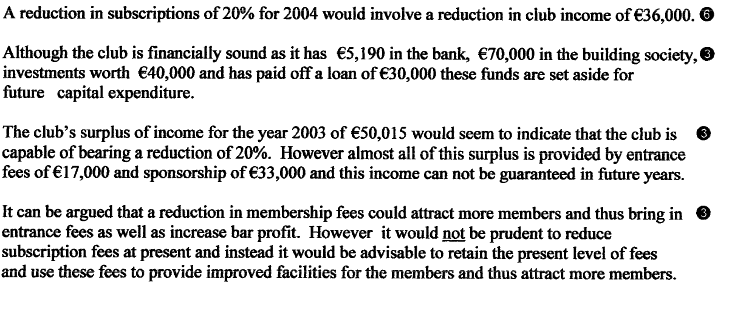 A reduction in subscriptions of 20% for 2004 would involve a reduction in club income of €36,000. ❻
Although the club is financially sound as it has €5,190 in the bank, €70,000 in the building society, ❸
investments worth €40,000 and has paid off a loan of €30,000 these funds are set aside for
future capital expenditure.
The club's surplus of income for the year 2003 of €50,015 would seem to indicate that the club is ❸
capable of bearing a reduction of 20%. However almost all of this surplus is provided by entrance
fees of €17,000 and sponsorship of €33,000 and this income can not be guaranteed in future years.
It can be argued that a reduction in membership fees could attract more members and thus bring in ❸
entrance fees as well as increase bar profit. However it would not be prudent to reduce
subscription fees at present and instead it would be advisable to retain the present level of fees
and use these fees to provide improved facilities for the members and thus attract more members.